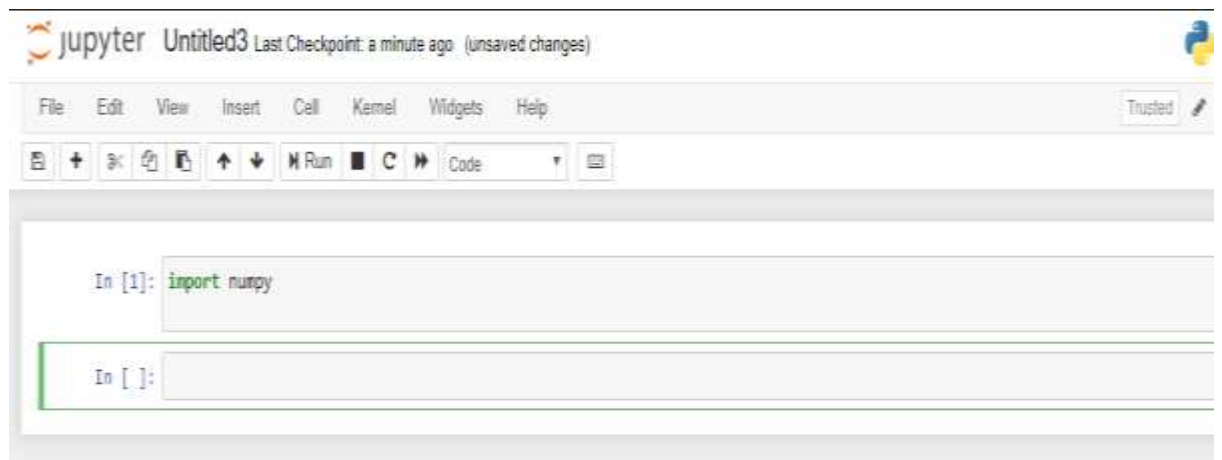 jupyter Untitled3 Last Checkpoint: a minute ago (unsaved changes)
File Edit View Insert Cell Kernel Widgets Help Trusted
Run Code
In [1]: import numpy
In [ ]: